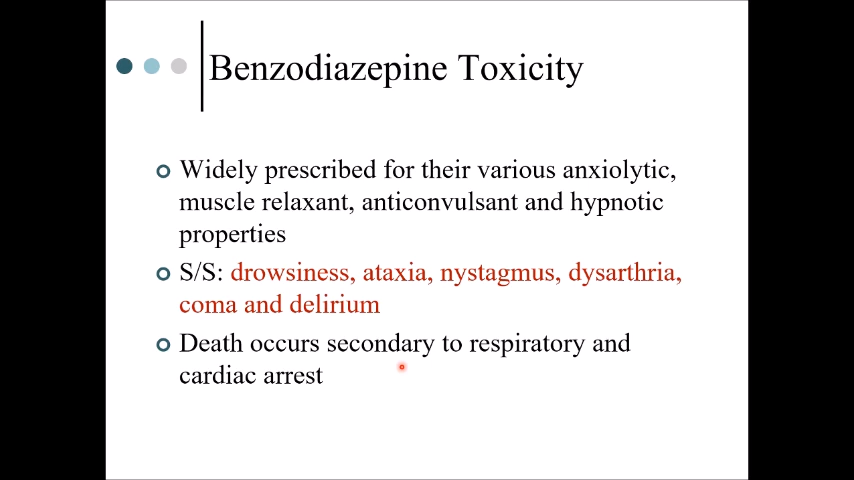 Benzodiazepine Toxicity
Widely prescribed for their various anxiolytic,
muscle relaxant, anticonvulsant and hypnotic
properties
S/S: drowsiness, ataxia, nystagmus, dysarthria,
coma and delirium
Death occurs secondary to respiratory and
cardiac arrest